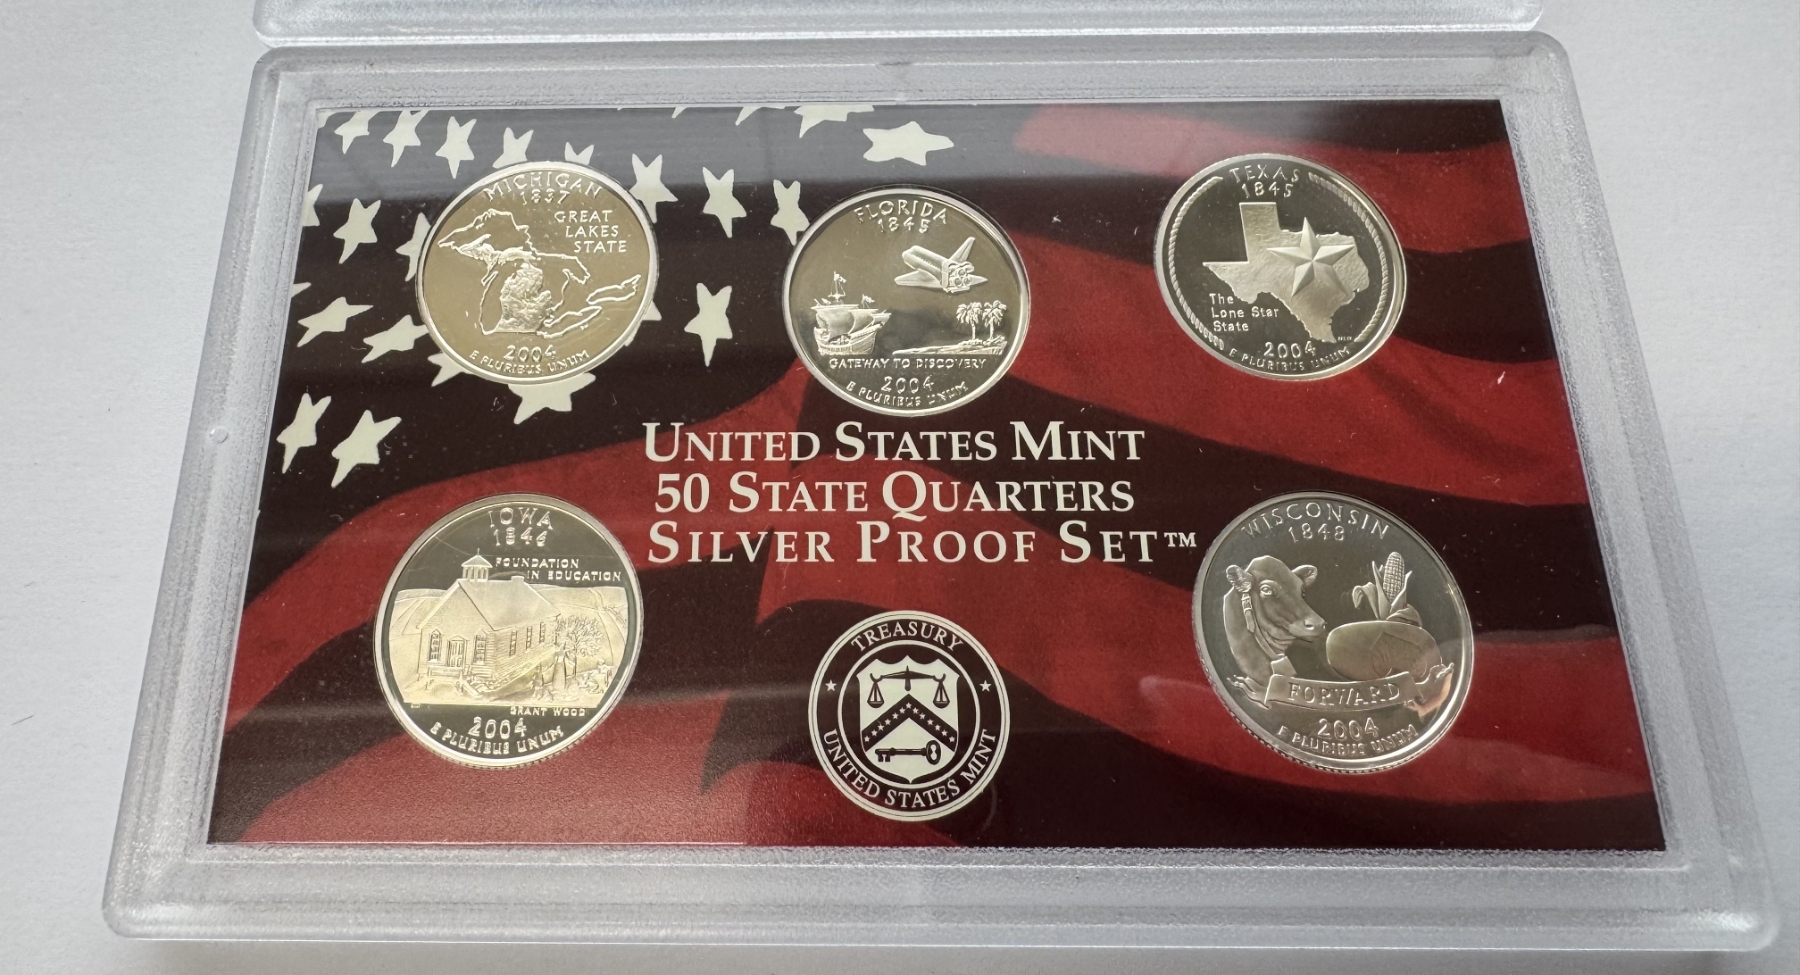 MICHIGAN
1837
GREAT
LAKES
STATE
2004
E PLURIBUS UNUM
FLORIDA
1845
GATEWAY TO DISCOVERY
2004
E PLURIBUS UNUM
TEXAS
1845
The
Lone Star
State
2004
E PLURIBUS UNUM
UNITED STATES MINT
50 STATE QUARTERS
SILVER PROOF SET™
IOWA
1846
FOUNDATION
IN EDUCATION
GRANT WOOD
2004
E PLURIBUS UNUM
TREASURY
UNITED STATES MINT
WISCONSIN
1848
FORWARD
2004
E PLURIBUS UNUM